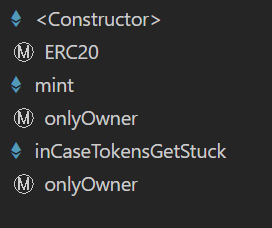 <Constructor>
Ⓜ ERC20
mint
Ⓜ onlyOwner
inCaseTokensGetStuck
Ⓜ onlyOwner